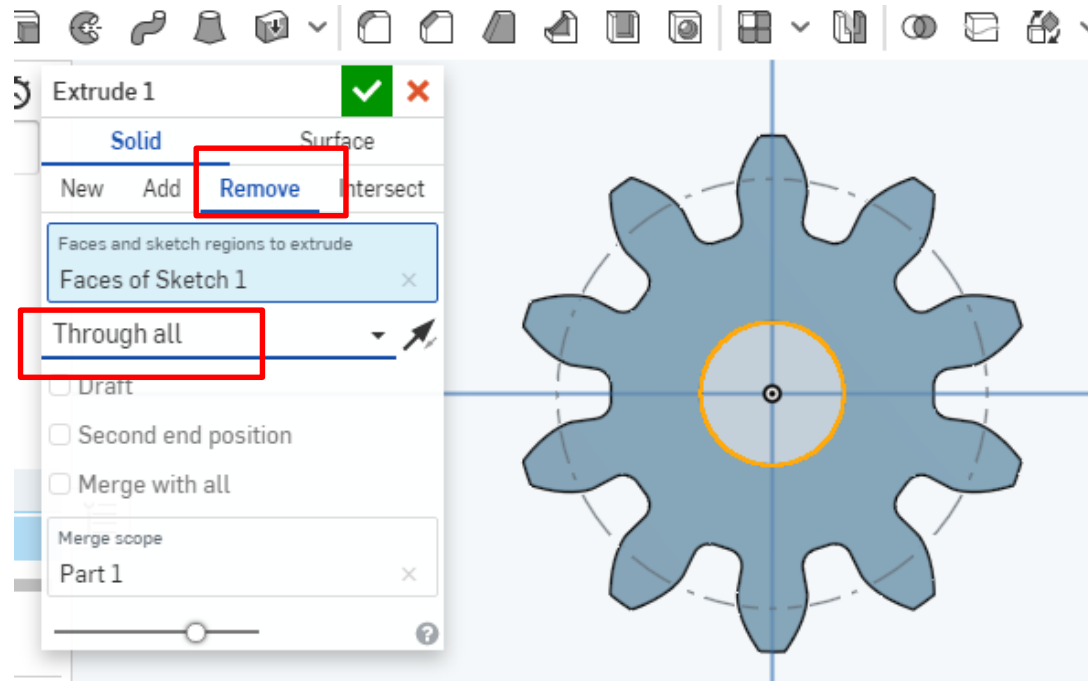 Extrude 1
Solid Surface
New Add Remove Intersect
Faces and sketch regions to extrude
Faces of Sketch 1
Through all
Draft
Second end position
Merge with all
Merge scope
Part 1
?